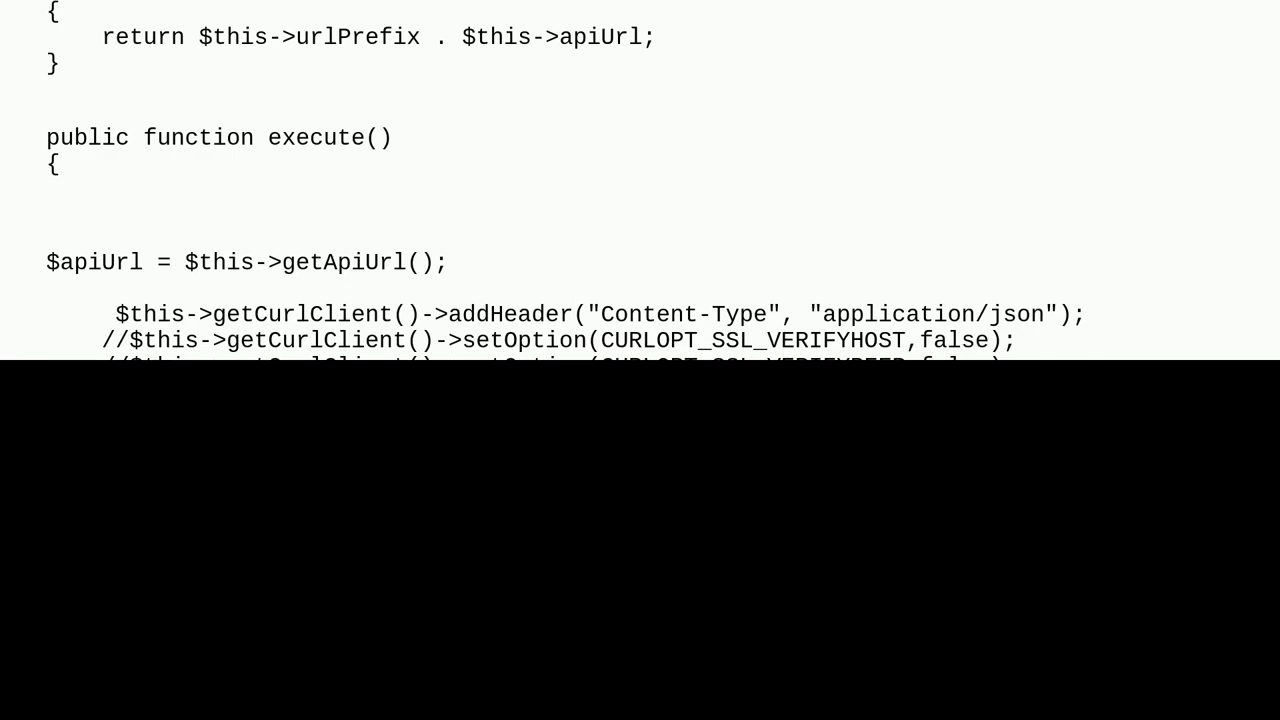 {
return $this->urlPrefix . $this->apiUrl;
}
public function execute()
{
$apiUrl = $this->getApiUrl();
$this->getCurlClient()->addHeader("Content-Type", "application/json");
//$this->getCurlClient()->setOption(CURLOPT_SSL_VERIFYHOST,false);